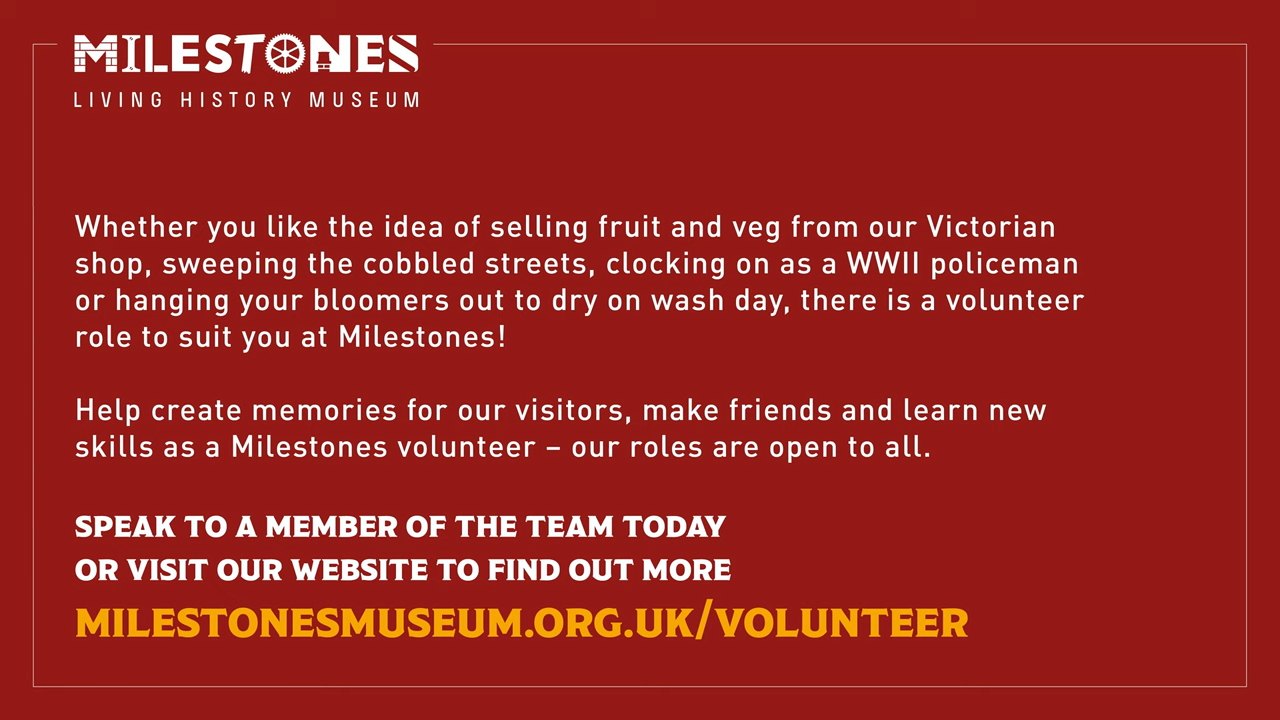 MILESTONES
LIVING HISTORY MUSEUM
Whether you like the idea of selling fruit and veg from our Victorian
shop, sweeping the cobbled streets, clocking on as a WWII policeman
or hanging your bloomers out to dry on wash day, there is a volunteer
role to suit you at Milestones!
Help create memories for our visitors, make friends and learn new
skills as a Milestones volunteer – our roles are open to all.
SPEAK TO A MEMBER OF THE TEAM TODAY
OR VISIT OUR WEBSITE TO FIND OUT MORE
MILESTONESMUSEUM.ORG.UK/VOLUNTEER